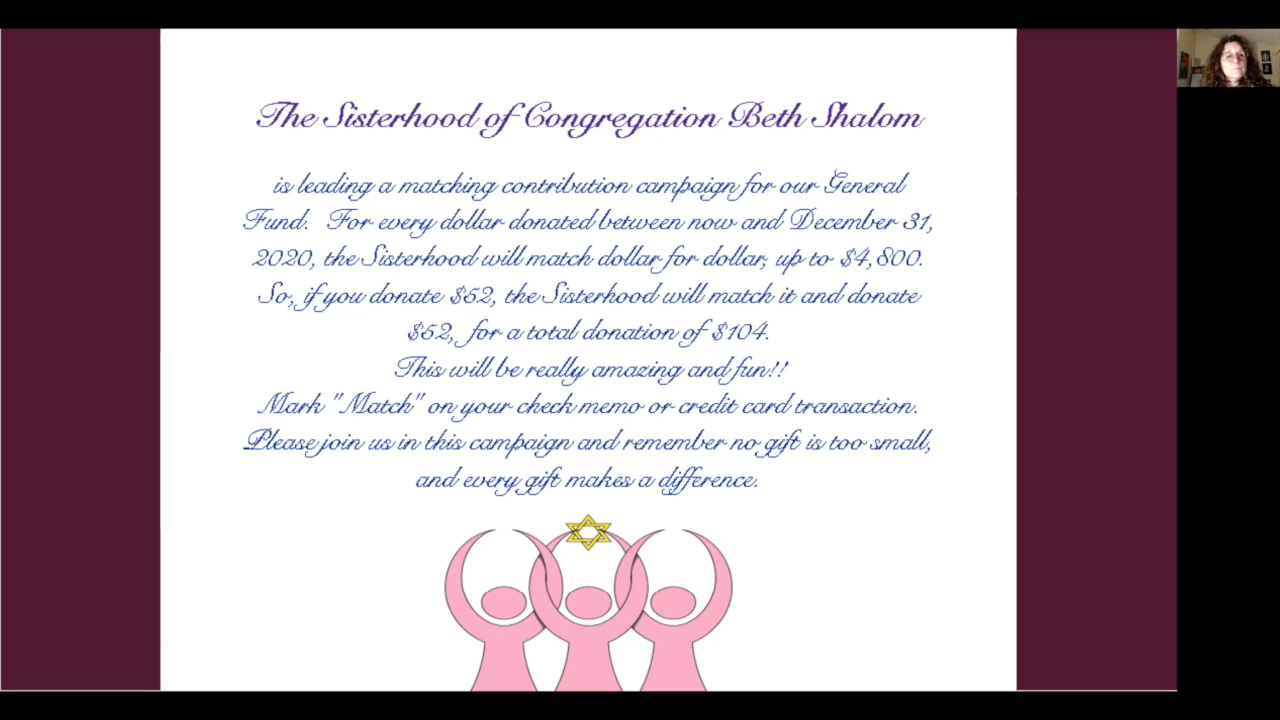 The Sisterhood of Congregation Beth Shalom
is leading a matching contribution campaign for our General
Fund. For every dollar donated between now and December 31,
2020, the Sisterhood will match dollar for dollar, up to $4,800.
So, if you donate $52, the Sisterhood will match it and donate
$52, for a total donation of $104.
This will be really amazing and fun!!
Mark "Match" on your check memo or credit card transaction.
Please join us in this campaign and remember no gift is too small,
and every gift makes a difference.